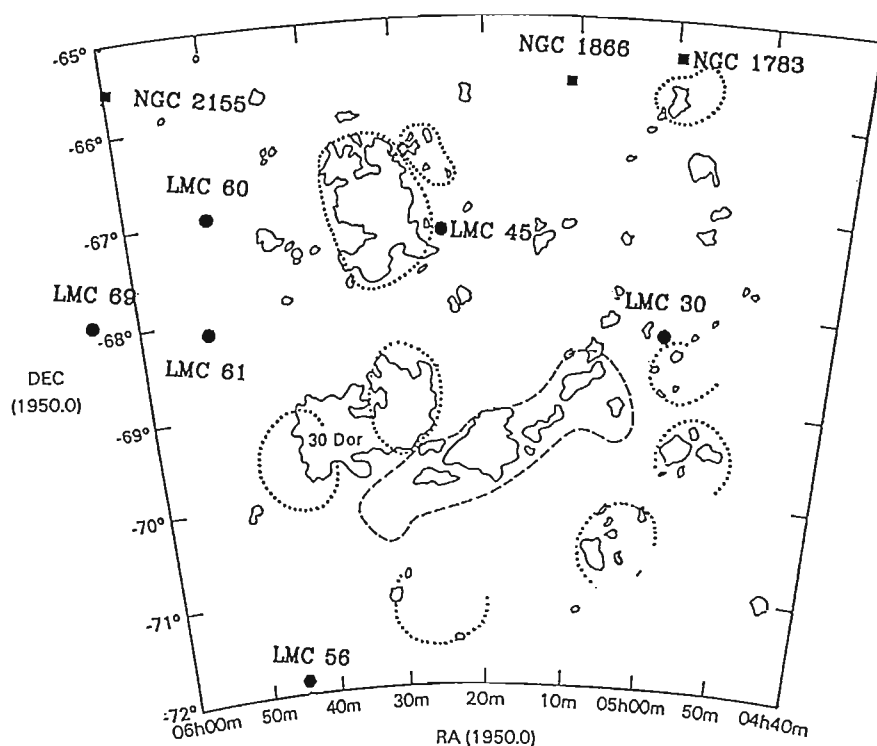 -65°
NGC 1866
NGC 1783
NGC 2155
-66°
LMC 60
LMC 45
-67°
LMC 69
LMC 30
-68°
LMC 61
DEC
(1950.0)
-69°
30 Dor
-70°
-71°
LMC 56
-72°
06h00m 50m 40m 30m 20m 10m 05h00m 50m 04h40m
RA (1950.0)